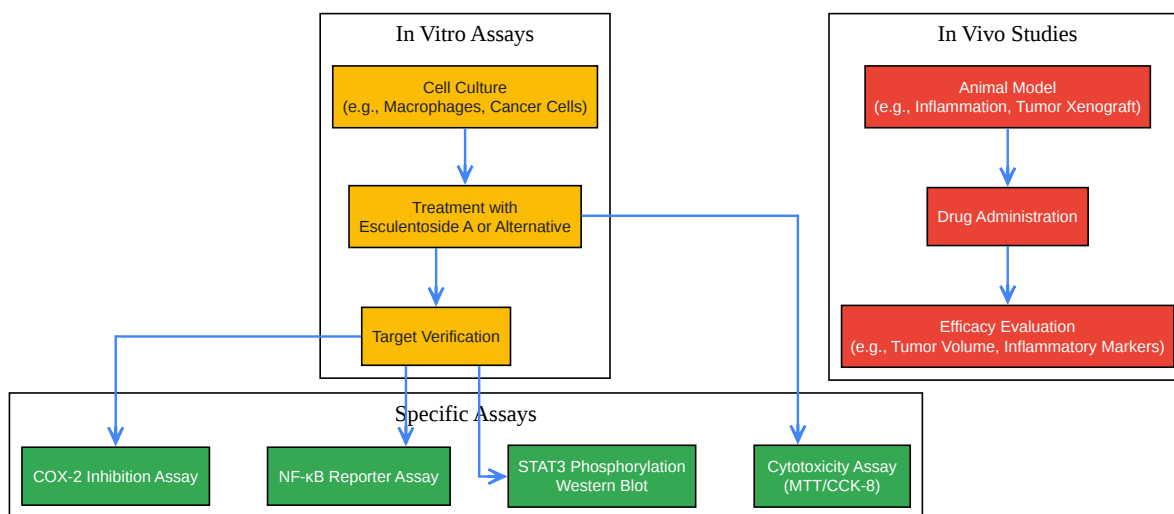 In Vitro Assays
Cell Culture
(e.g., Macrophages, Cancer Cells)
Treatment with
Esculentoside A or Alternative
Target Verification
In Vivo Studies
Animal Model
(e.g., Inflammation, Tumor Xenograft)
Drug Administration
Efficacy Evaluation
(e.g., Tumor Volume, Inflammatory Markers)
Specific Assays
COX-2 Inhibition Assay
NF-κB Reporter Assay
STAT3 Phosphorylation
Western Blot
Cytotoxicity Assay
(MTT/CCK-8)